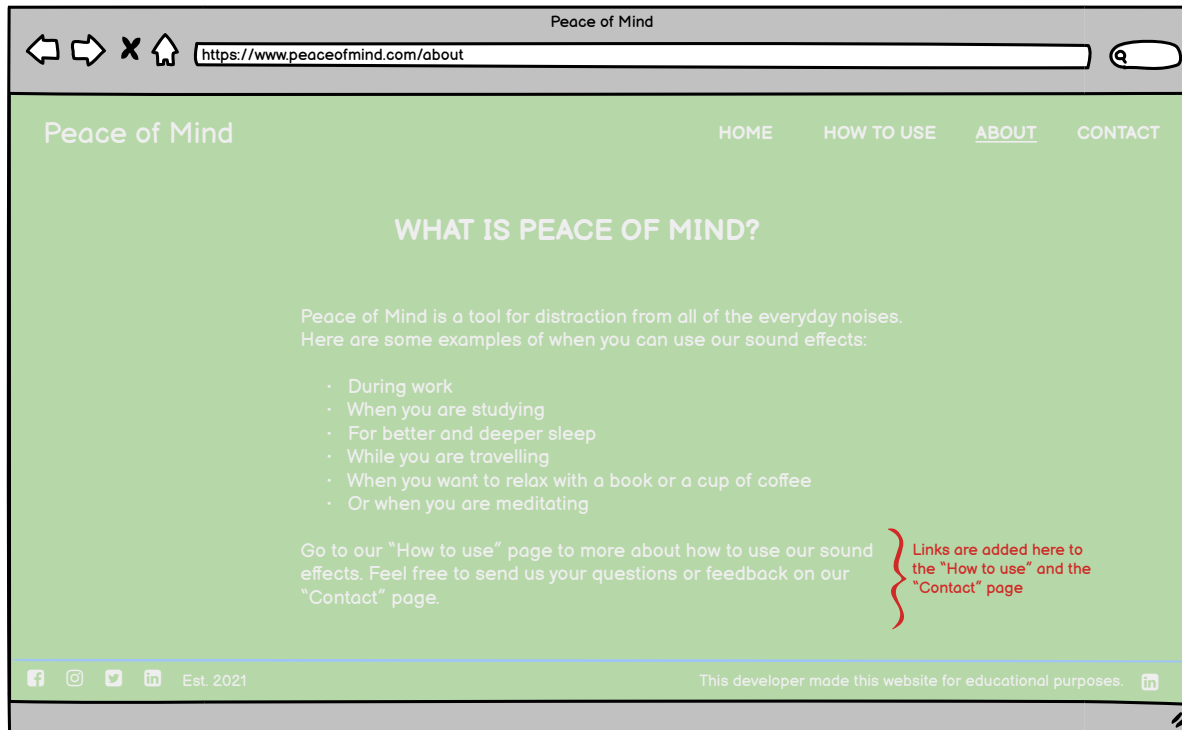 Peace of Mind
https://www.peaceofmind.com/about
Peace of Mind
HOME HOW TO USE ABOUT CONTACT
WHAT IS PEACE OF MIND?
Peace of Mind is a tool for distraction from all of the everyday noises.
Here are some examples of when you can use our sound effects:
· During work
· When you are studying
· For better and deeper sleep
· While you are travelling
· When you want to relax with a book or a cup of coffee
· Or when you are meditating
Go to our “How to use” page to more about how to use our sound
effects. Feel free to send us your questions or feedback on our
“Contact” page.
Links are added here to
the “How to use” and the
“Contact” page
Est. 2021
This developer made this website for educational purposes.